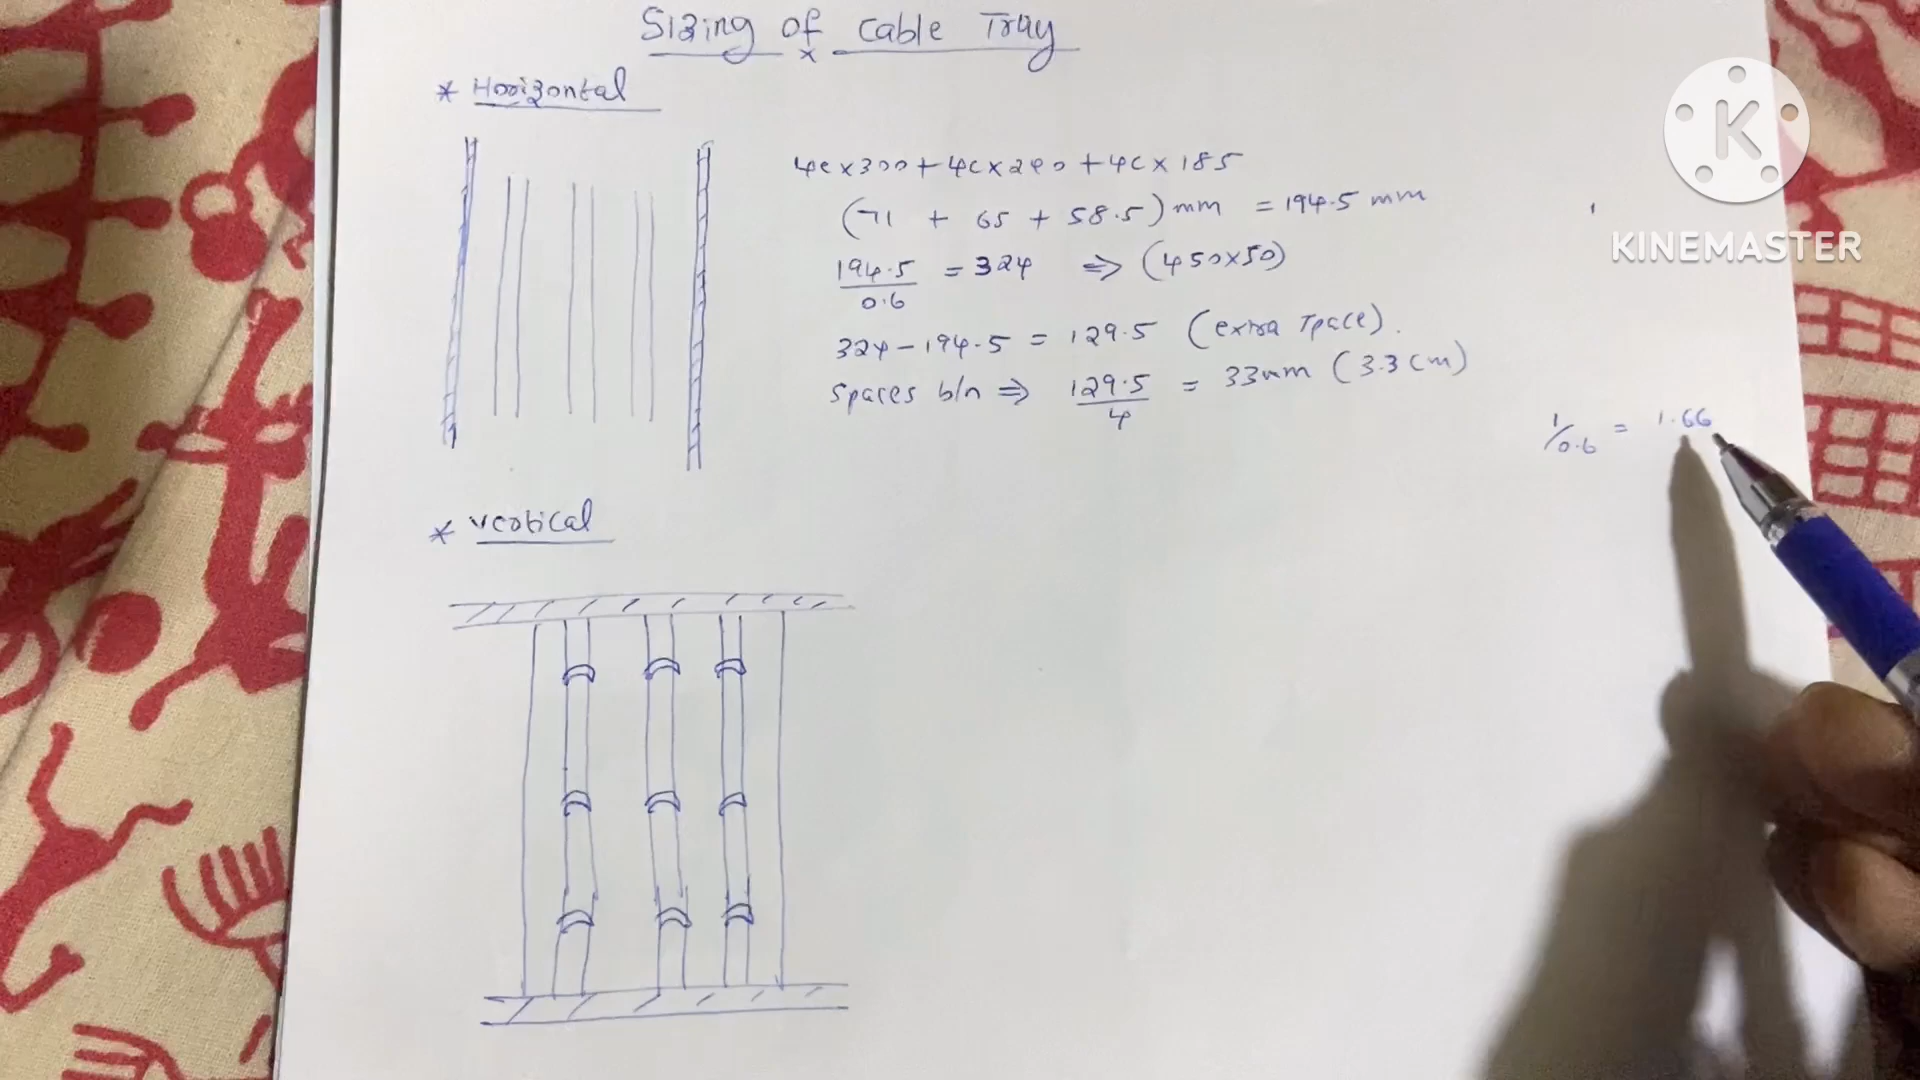 Sizing of Cable Tray
* Horizontal
4c x 300 + 4c x 240 + 4c x 185
(71 + 65 + 58.5) mm = 194.5 mm
194.5/0.6 = 324 ⇒ (450x50)
324 - 194.5 = 129.5 (extra Space).
Spaces b/n ⇒ 129.5/4 = 33mm (3.3cm)
1/0.6 = 1.66
* Vertical
K
KINEMASTER